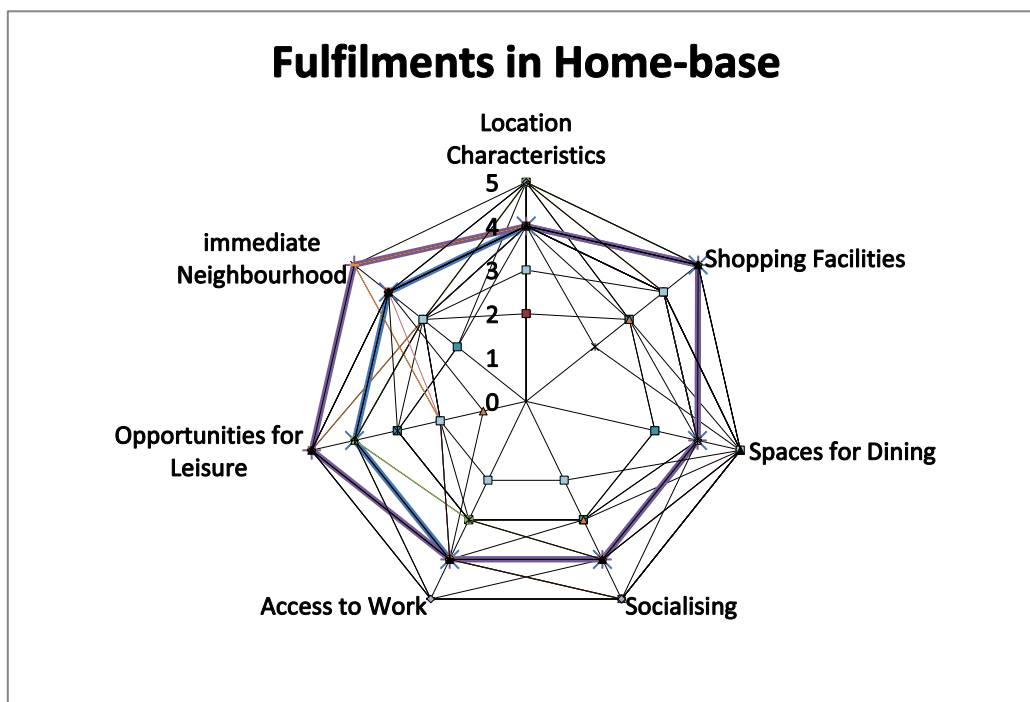 Fulfilments in Home-base
Location
Characteristics
5
4
3
2
1
0
Shopping Facilities
Spaces for Dining
Socialising
Access to Work
Opportunities for
Leisure
immediate
Neighbourhood